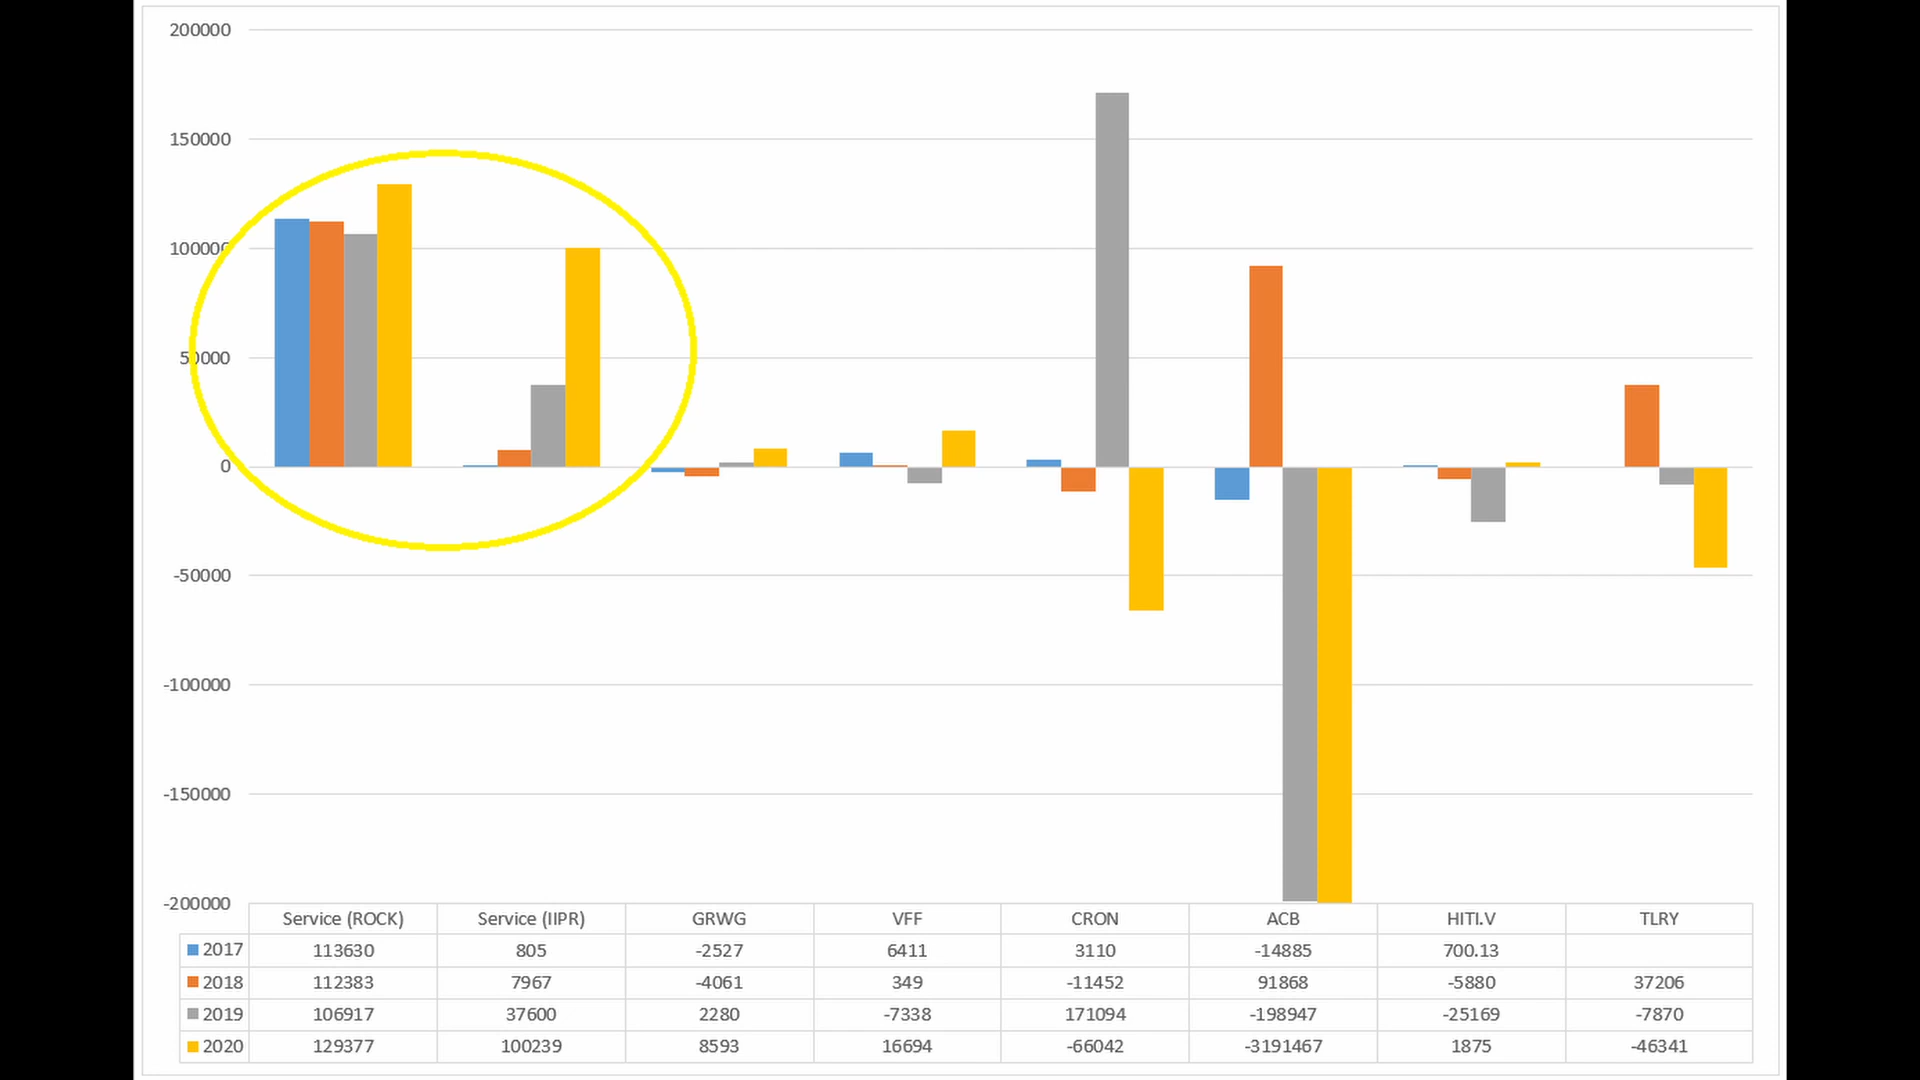 200000
150000
100000
50000
0
-50000
-100000
-150000
-200000
Service (ROCK) Service (IIPR) GRWG VFF CRON ACB HITI.V TLRY
2017 113630 805 -2527 6411 3110 -14885 700.13
2018 112383 7967 -4061 349 -11452 91868 -5880 37206
2019 106917 37600 2280 -7338 171094 -198947 -25169 -7870
2020 129377 100239 8593 16694 -66042 -3191467 1875 -46341